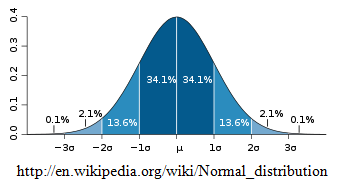 0.4
0.3
0.2
0.1
0.0
34.1% 34.1%
0.1% 2.1% 13.6% 13.6% 2.1% 0.1%
−3σ −2σ −1σ μ 1σ 2σ 3σ
http://en.wikipedia.org/wiki/Normal_distribution